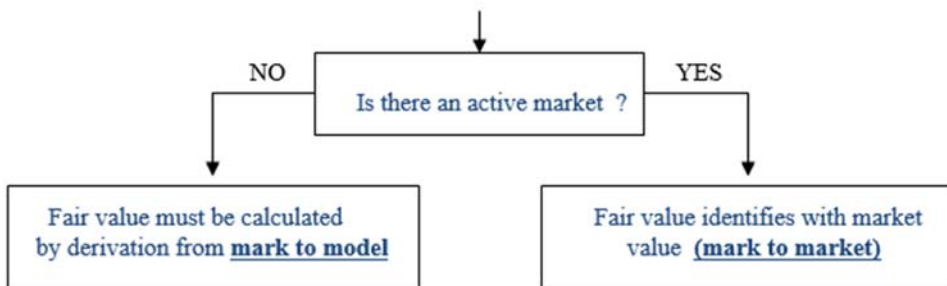 NO
YES
Is there an active market ?
Fair value must be calculated
by derivation from mark to model
Fair value identifies with market
value (mark to market)